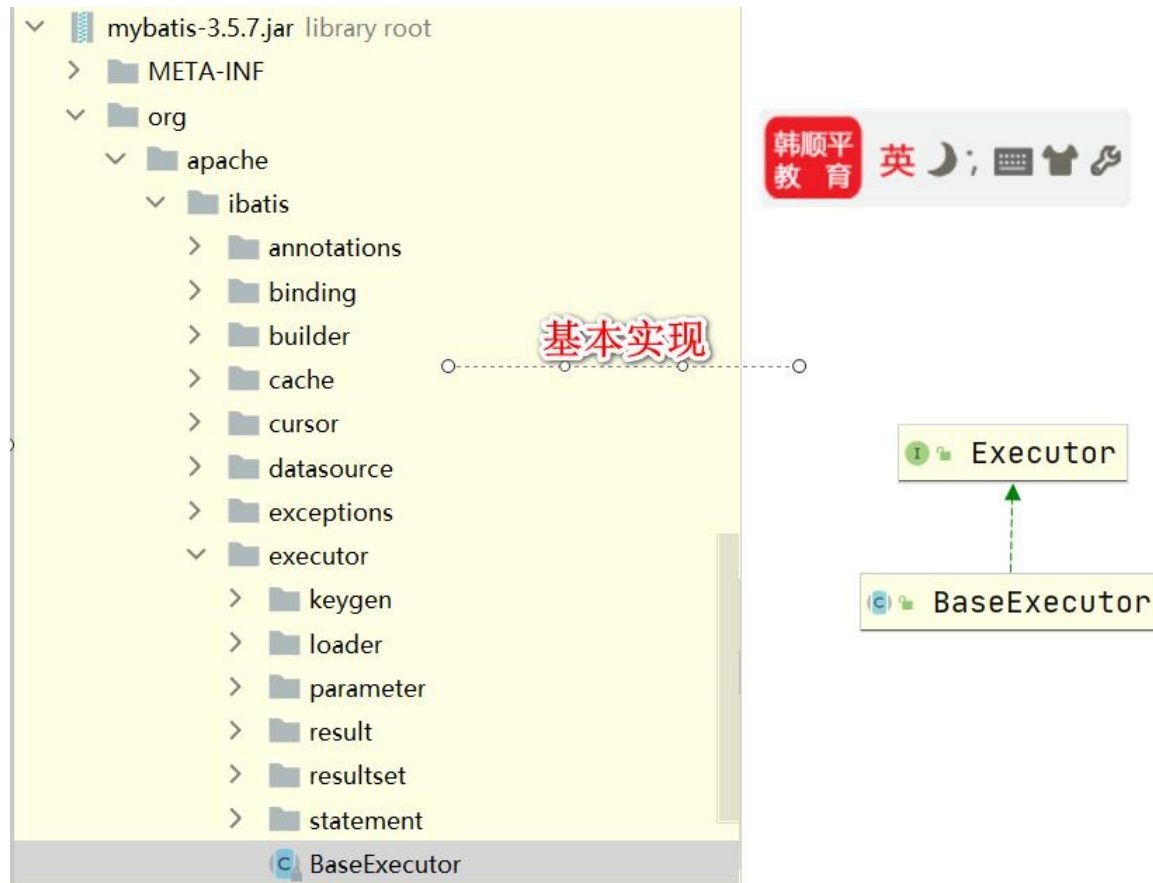 mybatis-3.5.7.jar library root
META-INF
org
apache
ibatis
annotations
binding
builder
cache
cursor
datasource
exceptions
executor
keygen
loader
parameter
result
resultset
statement
BaseExecutor
基本实现
韩顺平
教 育
英
I Executor
C BaseExecutor